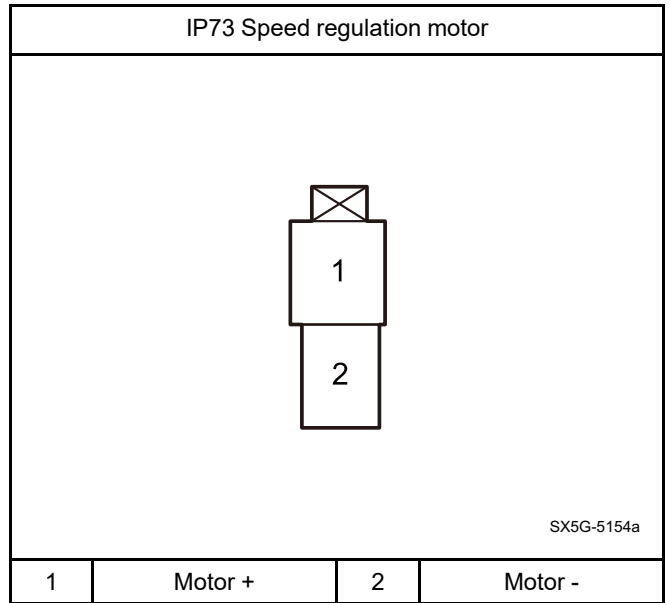 IP73 Speed regulation motor
1
2
SX5G-5154a
1 Motor + 2 Motor -